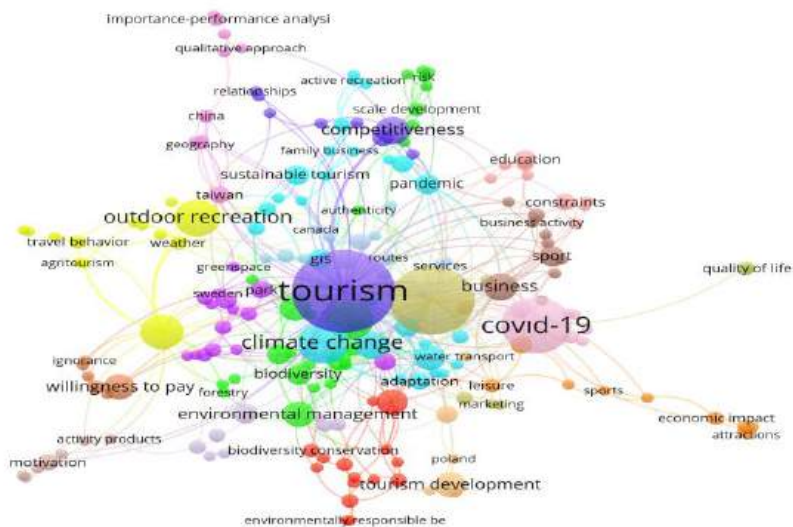 importance-performance analysi
qualitative approach
active recreation
risk
relationships
scale development
china
competitiveness
geography
family business
education
sustainable tourism
pandemic
taiwan
constraints
outdoor recreation
authenticity
business activity
travel behavior
weather
canada
sport
agritourism
gis
routes
services
greenspace
quality of life
sweden
park
tourism
business
covid-19
climate change
ignorance
biodiversity
water transport
willingness to pay
forestry
adaptation
leisure
sports
marketing
environmental management
economic impact
activity products
attractions
motivation
biodiversity conservation
poland
tourism development
environmentally responsible be